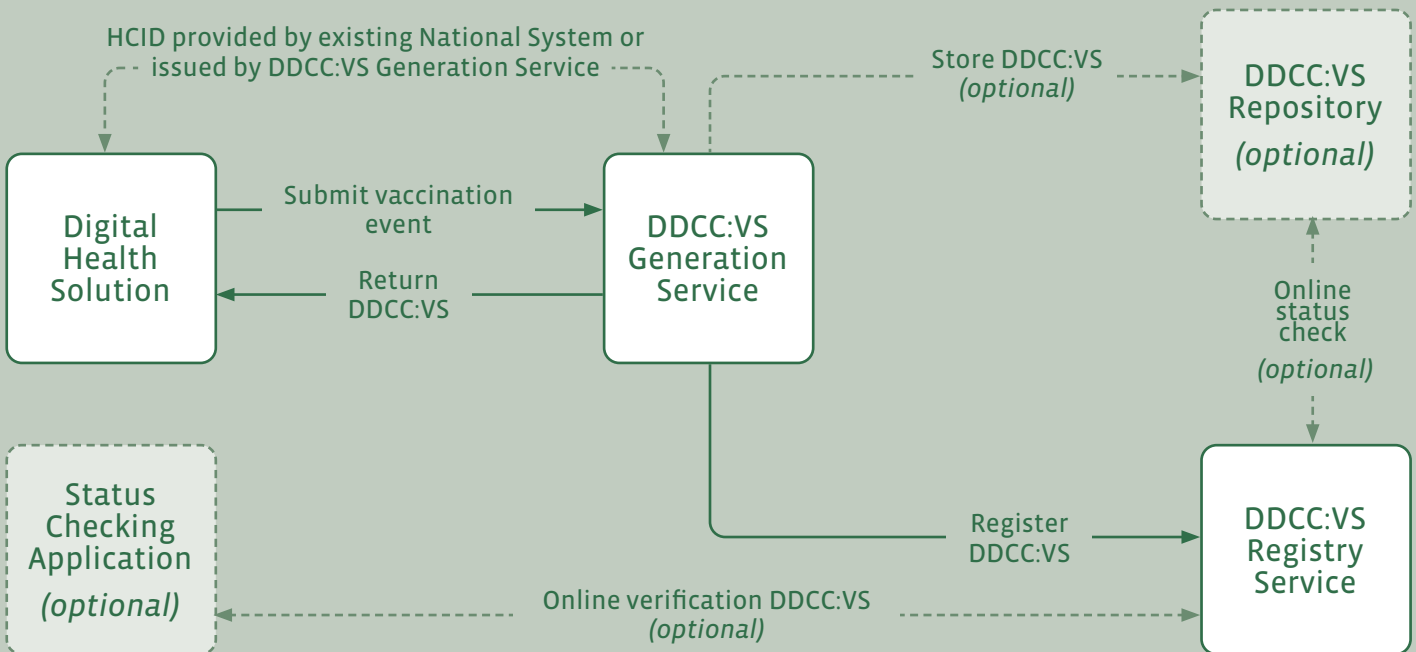 HCID provided by existing National System or
issued by DDCC:VS Generation Service
Store DDCC:VS
(optional)
DDCC:VS
Repository
(optional)
Digital
Health
Solution
Submit vaccination
event
Return
DDCC:VS
DDCC:VS
Generation
Service
Online
status
check
(optional)
Status
Checking
Application
(optional)
Register
DDCC:VS
DDCC:VS
Registry
Service
Online verification DDCC:VS
(optional)